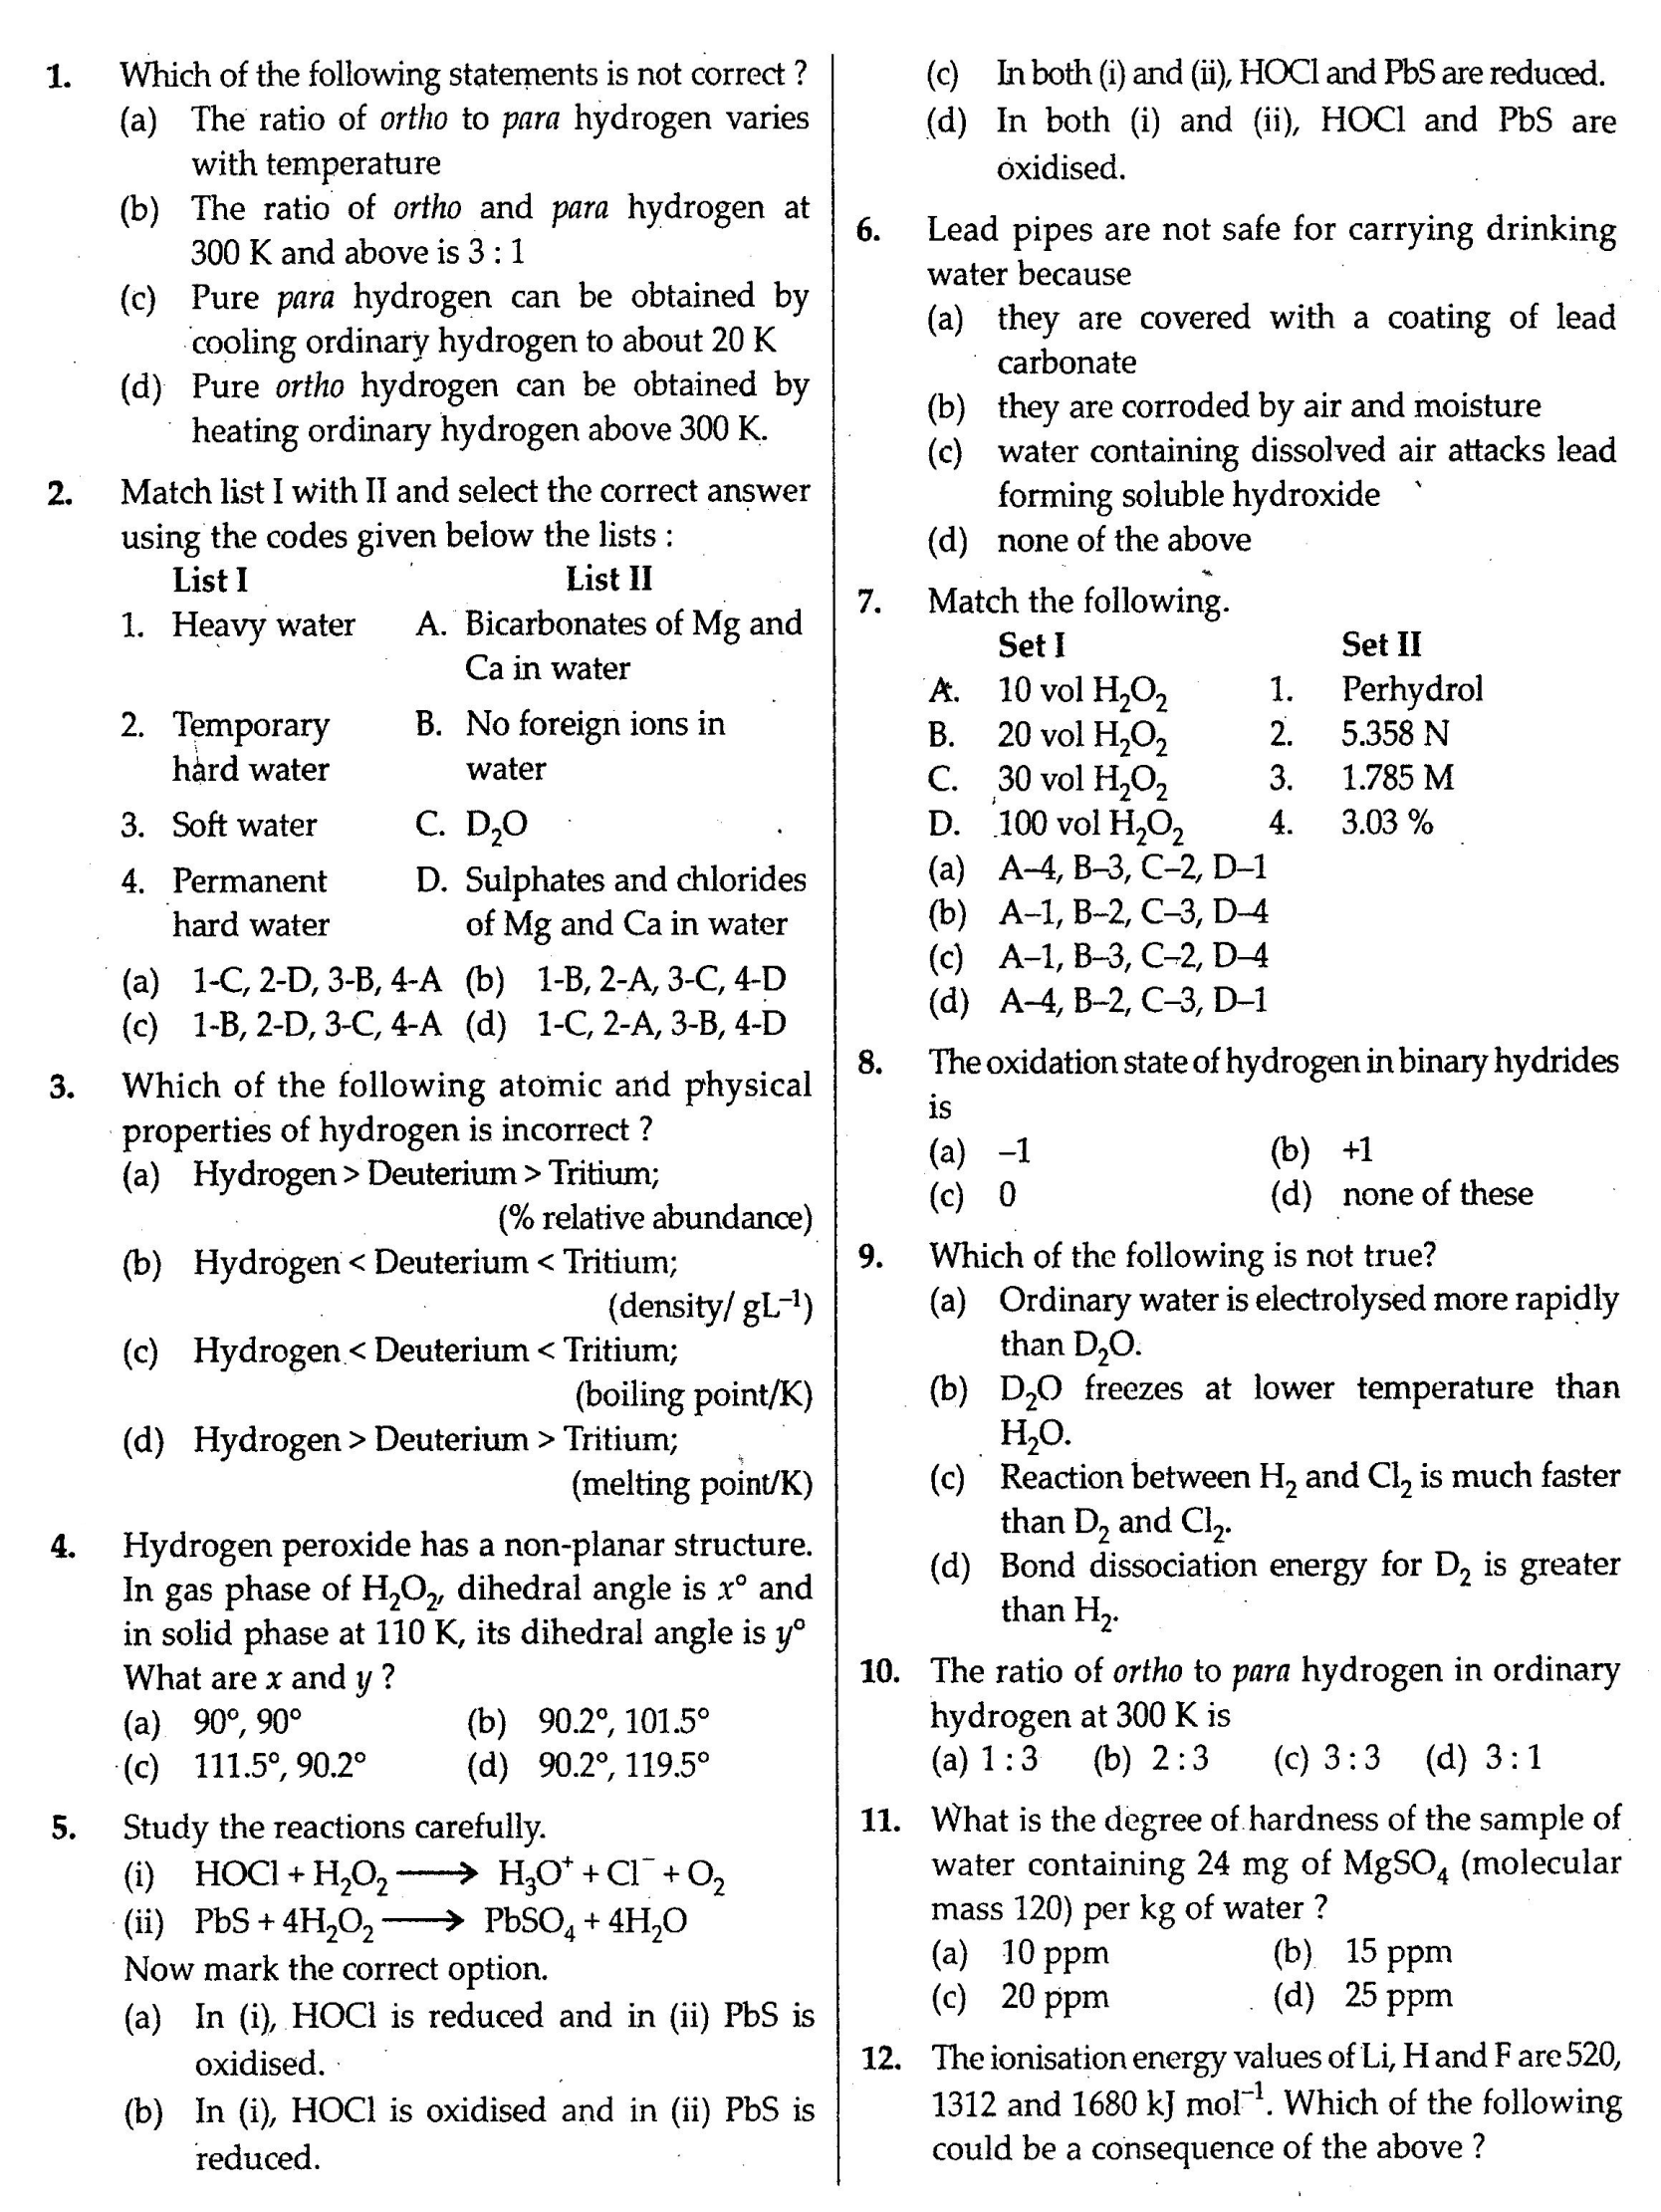 1. Which of the following statements is not correct ?
(a) The ratio of ortho to para hydrogen varies
with temperature
(b) The ratio of ortho and para hydrogen at
300 K and above is 3 : 1
(c) Pure para hydrogen can be obtained by
cooling ordinary hydrogen to about 20 K
(d) Pure ortho hydrogen can be obtained by
heating ordinary hydrogen above 300 K.
2. Match list I with II and select the correct answer
using the codes given below the lists :
List I List II
1. Heavy water A. Bicarbonates of Mg and
Ca in water
2. Temporary B. No foreign ions in
hard water water
3. Soft water C. D₂O
4. Permanent D. Sulphates and chlorides
hard water of Mg and Ca in water
(a) 1-C, 2-D, 3-B, 4-A (b) 1-B, 2-A, 3-C, 4-D
(c) 1-B, 2-D, 3-C, 4-A (d) 1-C, 2-A, 3-B, 4-D
3. Which of the following atomic and physical
properties of hydrogen is incorrect ?
(a) Hydrogen > Deuterium > Tritium;
(% relative abundance)
(b) Hydrogen < Deuterium < Tritium;
(density/ gL⁻¹)
(c) Hydrogen < Deuterium < Tritium;
(boiling point/K)
(d) Hydrogen > Deuterium > Tritium;
(melting point/K)
4. Hydrogen peroxide has a non-planar structure.
In gas phase of H₂O₂, dihedral angle is x° and
in solid phase at 110 K, its dihedral angle is y°
What are x and y ?
(a) 90°, 90° (b) 90.2°, 101.5°
(c) 111.5°, 90.2° (d) 90.2°, 119.5°
5. Study the reactions carefully.
(i) HOCl + H₂O₂ ⟶ H₃O⁺ + Cl⁻ + O₂
(ii) PbS + 4H₂O₂ ⟶ PbSO₄ + 4H₂O
Now mark the correct option.
(a) In (i), HOCl is reduced and in (ii) PbS is
oxidised.
(b) In (i), HOCl is oxidised and in (ii) PbS is
reduced.
(c) In both (i) and (ii), HOCl and PbS are reduced.
(d) In both (i) and (ii), HOCl and PbS are
oxidised.
6. Lead pipes are not safe for carrying drinking
water because
(a) they are covered with a coating of lead
carbonate
(b) they are corroded by air and moisture
(c) water containing dissolved air attacks lead
forming soluble hydroxide
(d) none of the above
7. Match the following.
Set I Set II
A. 10 vol H₂O₂ 1. Perhydrol
B. 20 vol H₂O₂ 2. 5.358 N
C. 30 vol H₂O₂ 3. 1.785 M
D. 100 vol H₂O₂ 4. 3.03 %
(a) A–4, B–3, C–2, D–1
(b) A–1, B–2, C–3, D–4
(c) A–1, B–3, C–2, D–4
(d) A–4, B–2, C–3, D–1
8. The oxidation state of hydrogen in binary hydrides
is
(a) –1 (b) +1
(c) 0 (d) none of these
9. Which of the following is not true?
(a) Ordinary water is electrolysed more rapidly
than D₂O.
(b) D₂O freezes at lower temperature than
H₂O.
(c) Reaction between H₂ and Cl₂ is much faster
than D₂ and Cl₂.
(d) Bond dissociation energy for D₂ is greater
than H₂.
10. The ratio of ortho to para hydrogen in ordinary
hydrogen at 300 K is
(a) 1 : 3 (b) 2 : 3 (c) 3 : 3 (d) 3 : 1
11. What is the degree of hardness of the sample of
water containing 24 mg of MgSO₄ (molecular
mass 120) per kg of water ?
(a) 10 ppm (b) 15 ppm
(c) 20 ppm (d) 25 ppm
12. The ionisation energy values of Li, H and F are 520,
1312 and 1680 kJ mol⁻¹. Which of the following
could be a consequence of the above ?